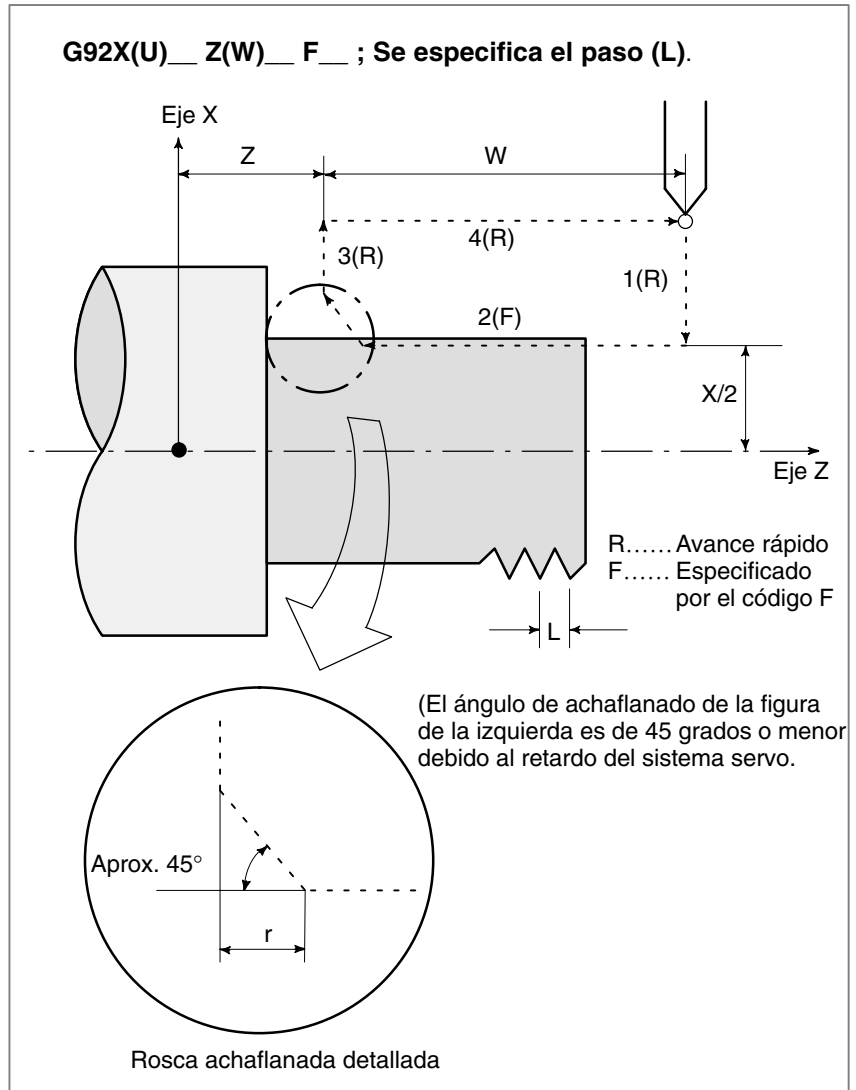 G92X(U)__ Z(W)__ F__ ; Se especifica el paso (L).
Eje X
Z
W
4(R)
3(R)
1(R)
2(F)
X/2
Eje Z
R...... Avance rápido
F...... Especificado
por el código F
L
(El ángulo de achaflanado de la figura
de la izquierda es de 45 grados o menor
debido al retardo del sistema servo.
Aprox. 45°
r
Rosca achaflanada detallada